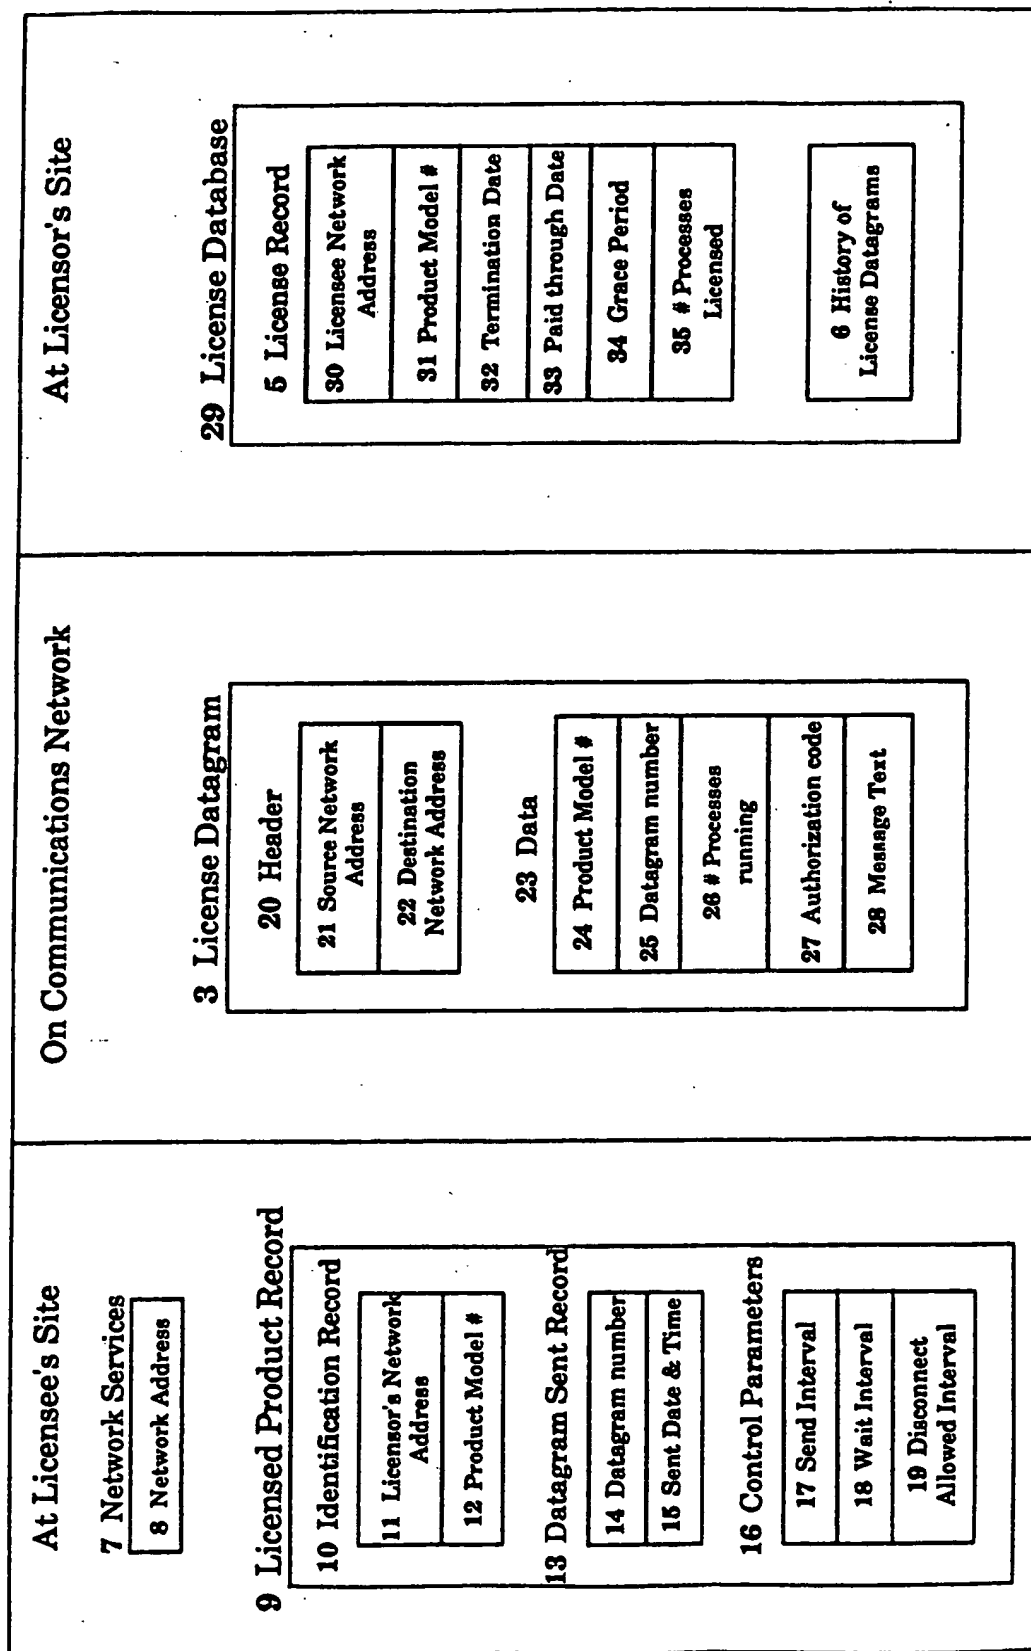 At Licensee's Site
7 Network Services
8 Network Address
9 Licensed Product Record
10 Identification Record
11 Licensor's Network
Address
12 Product Model #
13 Datagram Sent Record
14 Datagram number
15 Sent Date & Time
16 Control Parameters
17 Send Interval
18 Wait Interval
19 Disconnect
Allowed Interval
On Communications Network
3 License Datagram
20 Header
21 Source Network
Address
22 Destination
Network Address
23 Data
24 Product Model #
25 Datagram number
26 # Processes
running
27 Authorization code
28 Message Text
At Licensor's Site
29 License Database
5 License Record
30 Licensee Network
Address
31 Product Model #
32 Termination Date
33 Paid through Date
34 Grace Period
35 # Processes
Licensed
6 History of
License Datagrams